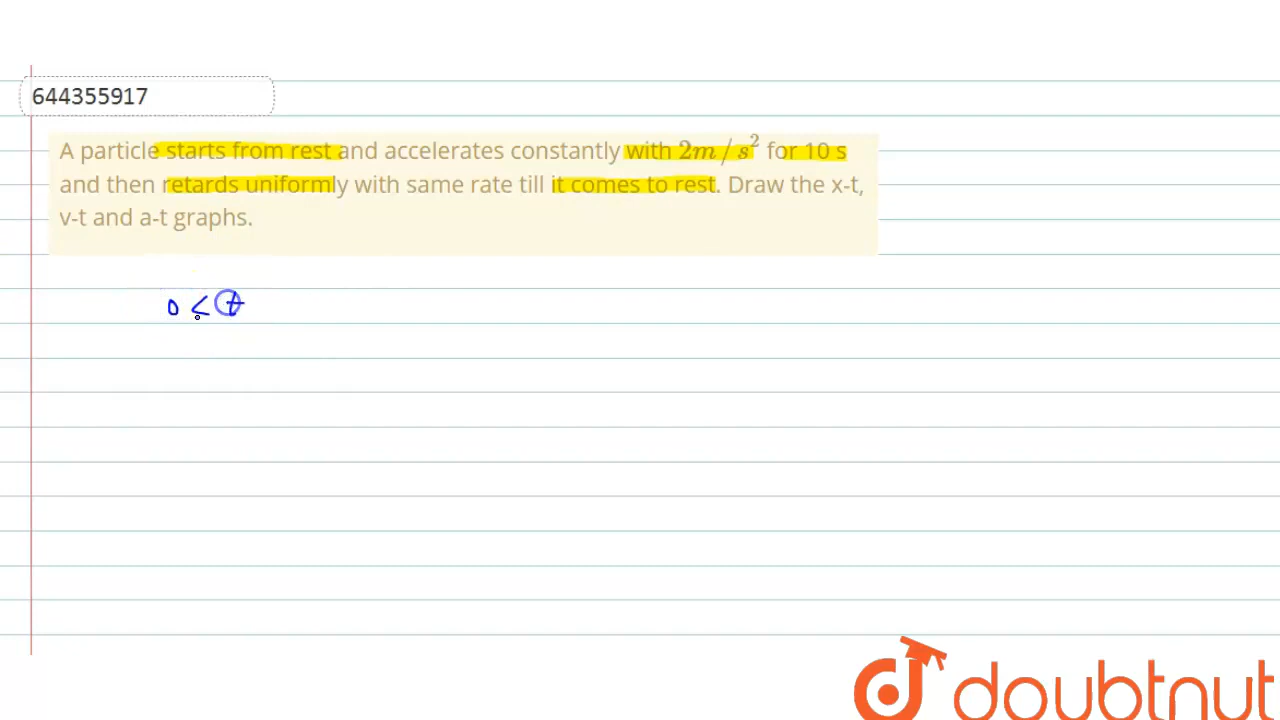 644355917
A particle starts from rest and accelerates constantly with 2m/s² for 10 s
and then retards uniformly with same rate till it comes to rest. Draw the x-t,
v-t and a-t graphs.
0 ≤ t
doubtnut